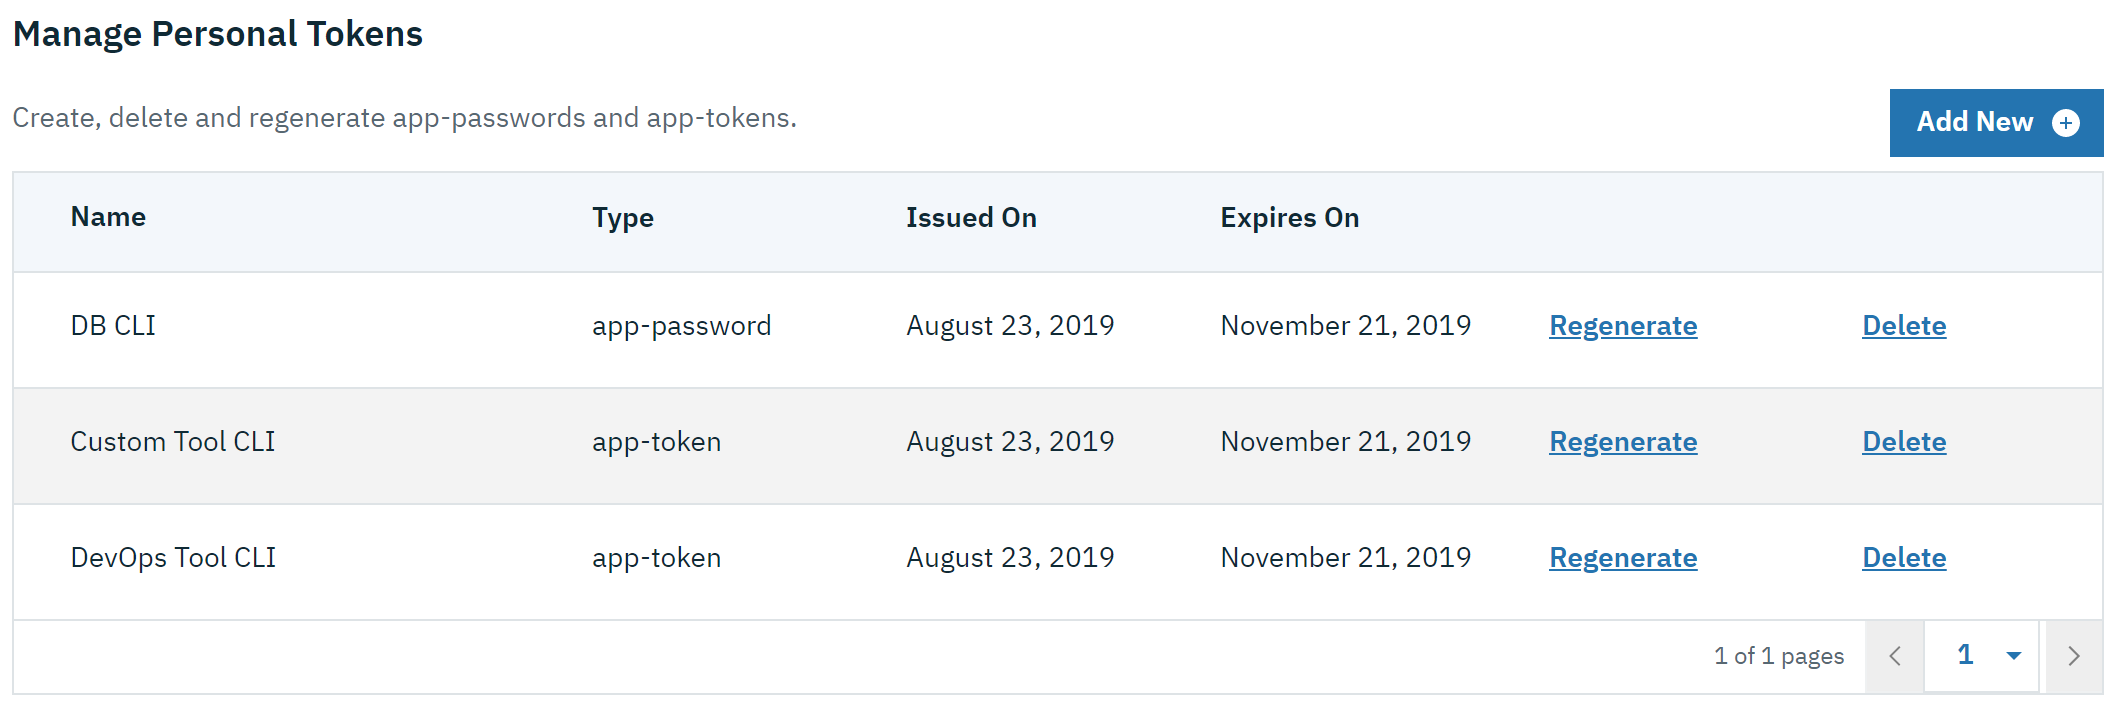 Manage Personal Tokens
Create, delete and regenerate app-passwords and app-tokens.
Add New
Name Type Issued On Expires On
DB CLI app-password August 23, 2019 November 21, 2019 Regenerate Delete
Custom Tool CLI app-token August 23, 2019 November 21, 2019 Regenerate Delete
DevOps Tool CLI app-token August 23, 2019 November 21, 2019 Regenerate Delete
1 of 1 pages 1